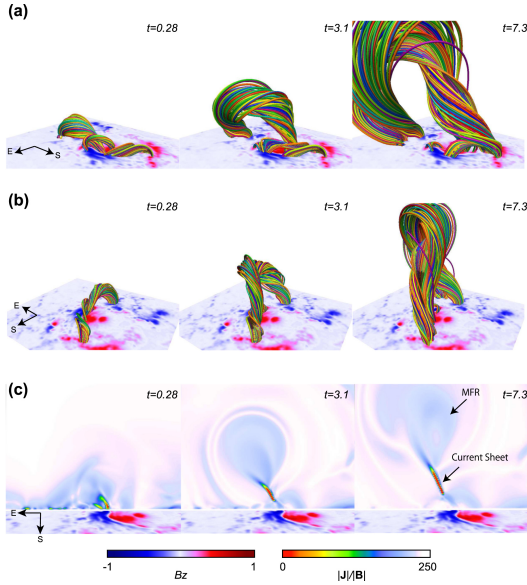 (a)
t=0.28 t=3.1 t=7.3
E S
(b)
t=0.28 t=3.1 t=7.3
E
S
(c)
t=0.28 t=3.1 t=7.3
MFR
Current Sheet
E
S
-1 1 0 250
Bz |J|/|B|